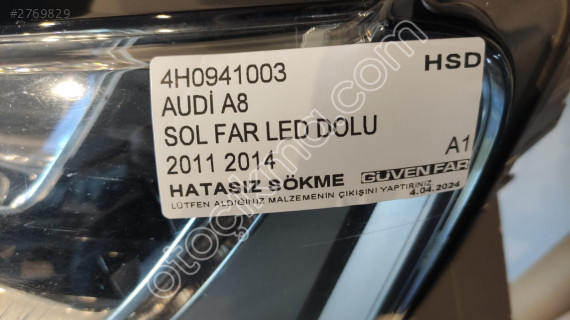 #2769829
4H0941003 HSD
AUDİ A8
SOL FAR LED DOLU
2011 2014 A1
HATASIZ SÖKME GÜVEN FAR
LÜTFEN ALDIĞINIZ MALZEMENİN ÇIKIŞINI YAPTIRINIZ 4.04.2024
otoçıkma.com